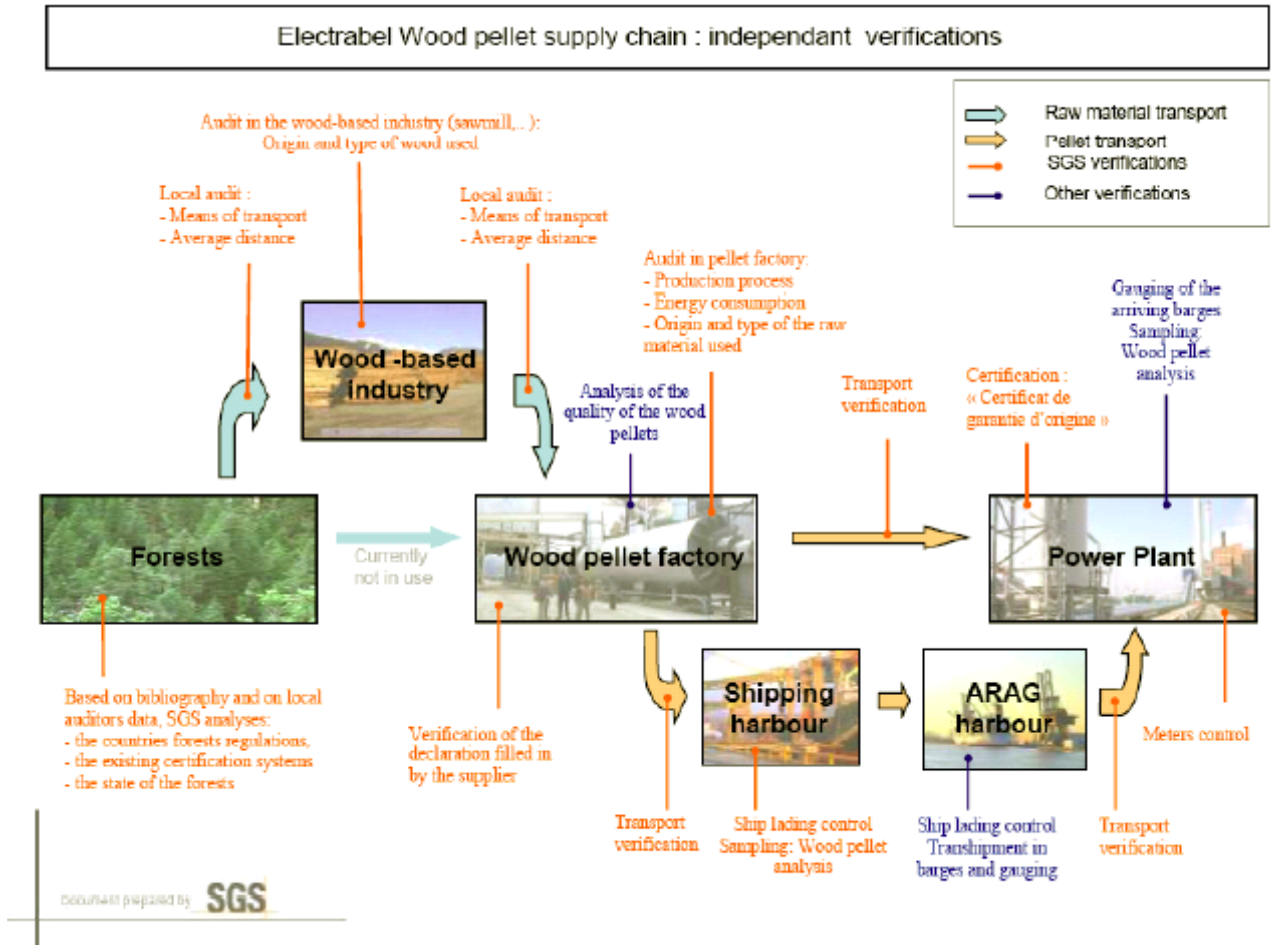 Electrabel Wood pellet supply chain : independant verifications
Raw material transport
Pellet transport
SGS verifications
Other verifications
Audit in the wood-based industry (sawmill,.. ):
Origin and type of wood used
Local audit :
- Means of transport
- Average distance
Local audit :
- Means of transport
- Average distance
Audit in pellet factory:
- Production process
- Energy consumption
- Origin and type of the raw
material used
Gauging of the
arriving barges
Sampling:
Wood pellet
analysis
Wood -based
industry
Analysis of the
quality of the wood
pellets
Transport
verification
Certification :
« Certificat de
garantie d'origine »
Forests
Currently
not in use
Wood pellet factory
Power Plant
Based on bibliography and on local
auditors data, SGS analyses:
- the countries forests regulations,
- the existing certification systems
- the state of the forests
Verification of the
declaration filled in
by the supplier
Shipping
harbour
ARAG
harbour
Meters control
Transport
verification
Ship lading control
Sampling: Wood pellet
analysis
Ship lading control
Transhipment in
barges and gauging
Transport
verification
Document prepared by SGS